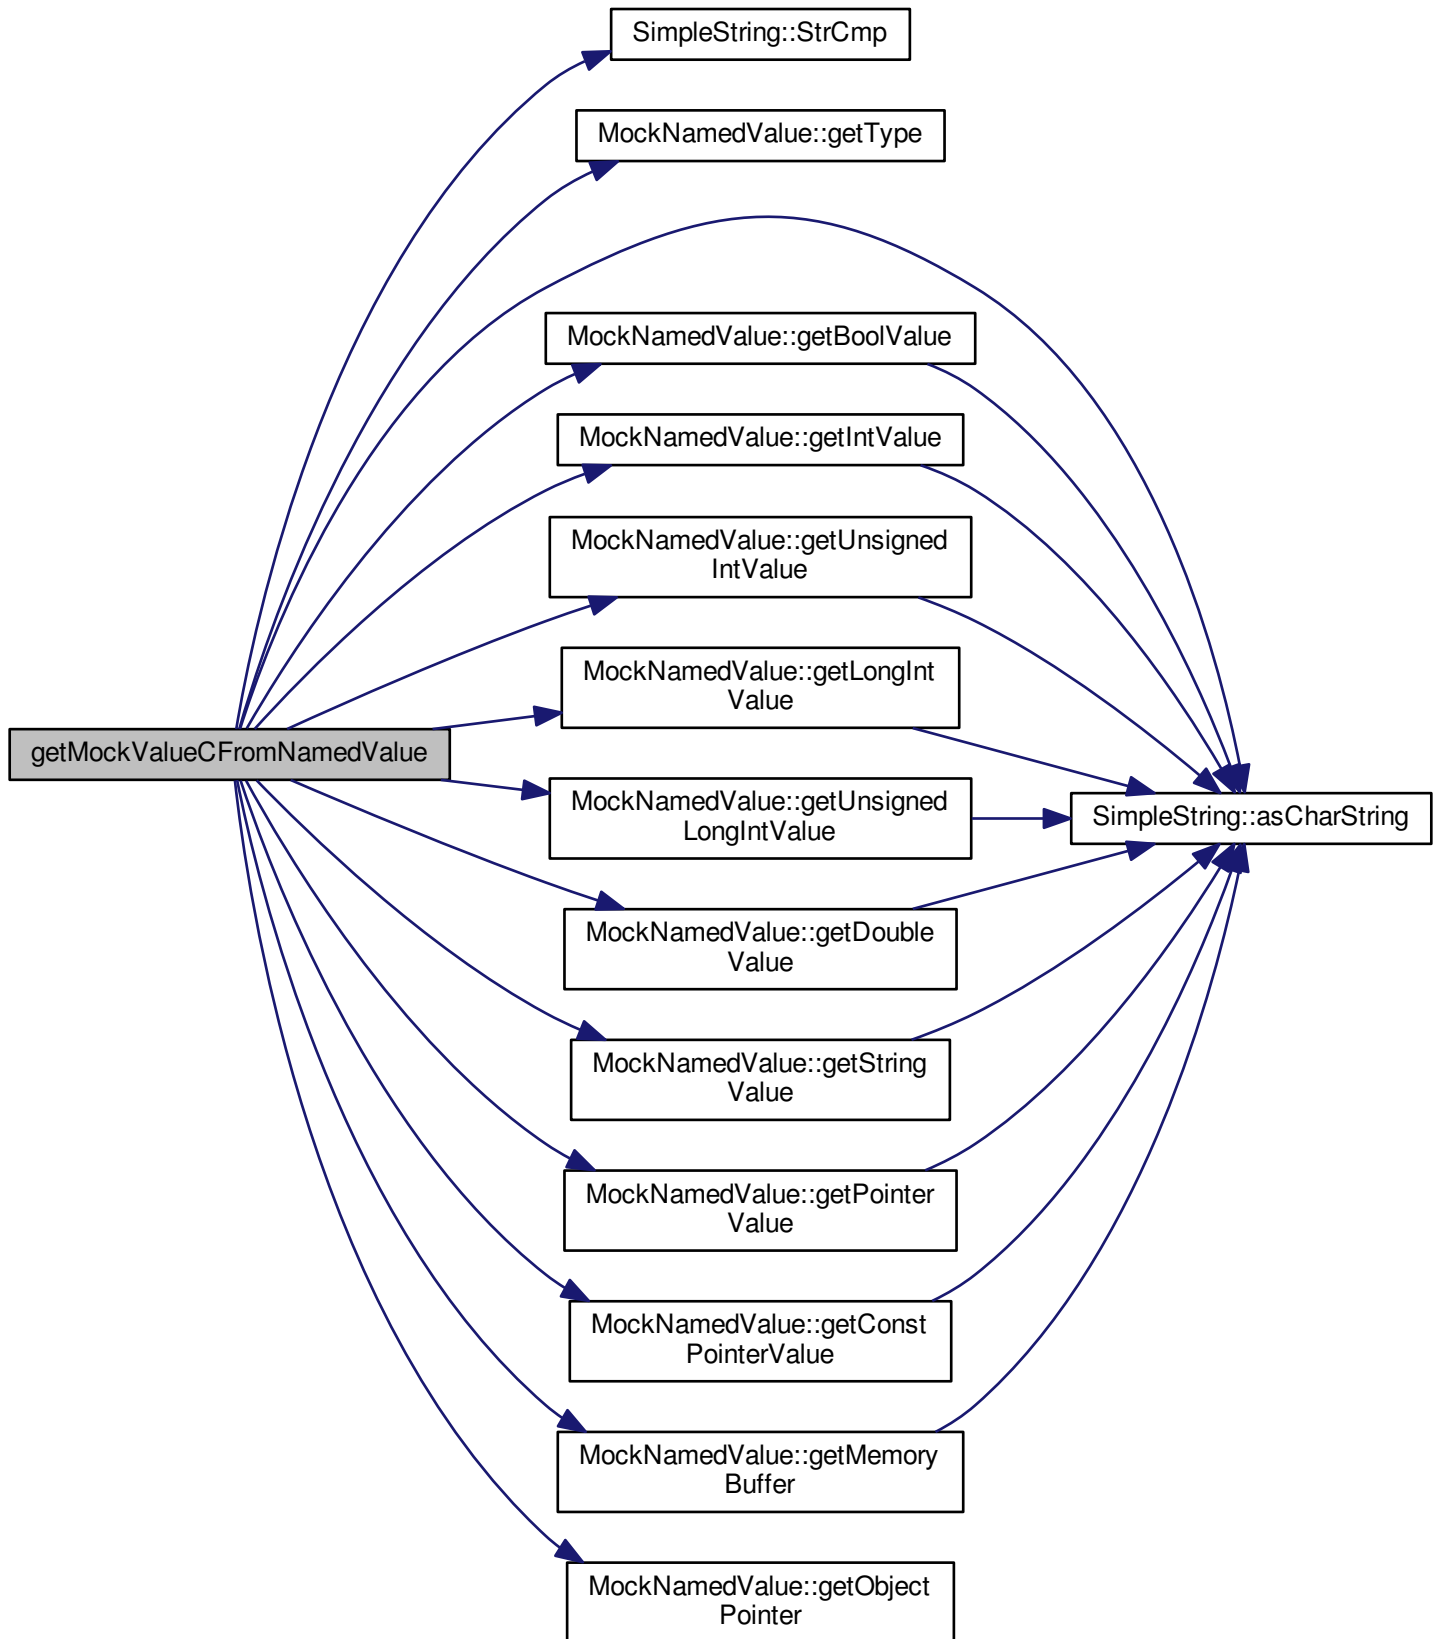 SimpleString::StrCmp
MockNamedValue::getType
MockNamedValue::getBoolValue
MockNamedValue::getIntValue
MockNamedValue::getUnsigned
IntValue
MockNamedValue::getLongInt
Value
getMockValueCFromNamedValue
MockNamedValue::getUnsigned
LongIntValue
SimpleString::asCharString
MockNamedValue::getDouble
Value
MockNamedValue::getString
Value
MockNamedValue::getPointer
Value
MockNamedValue::getConst
PointerValue
MockNamedValue::getMemory
Buffer
MockNamedValue::getObject
Pointer